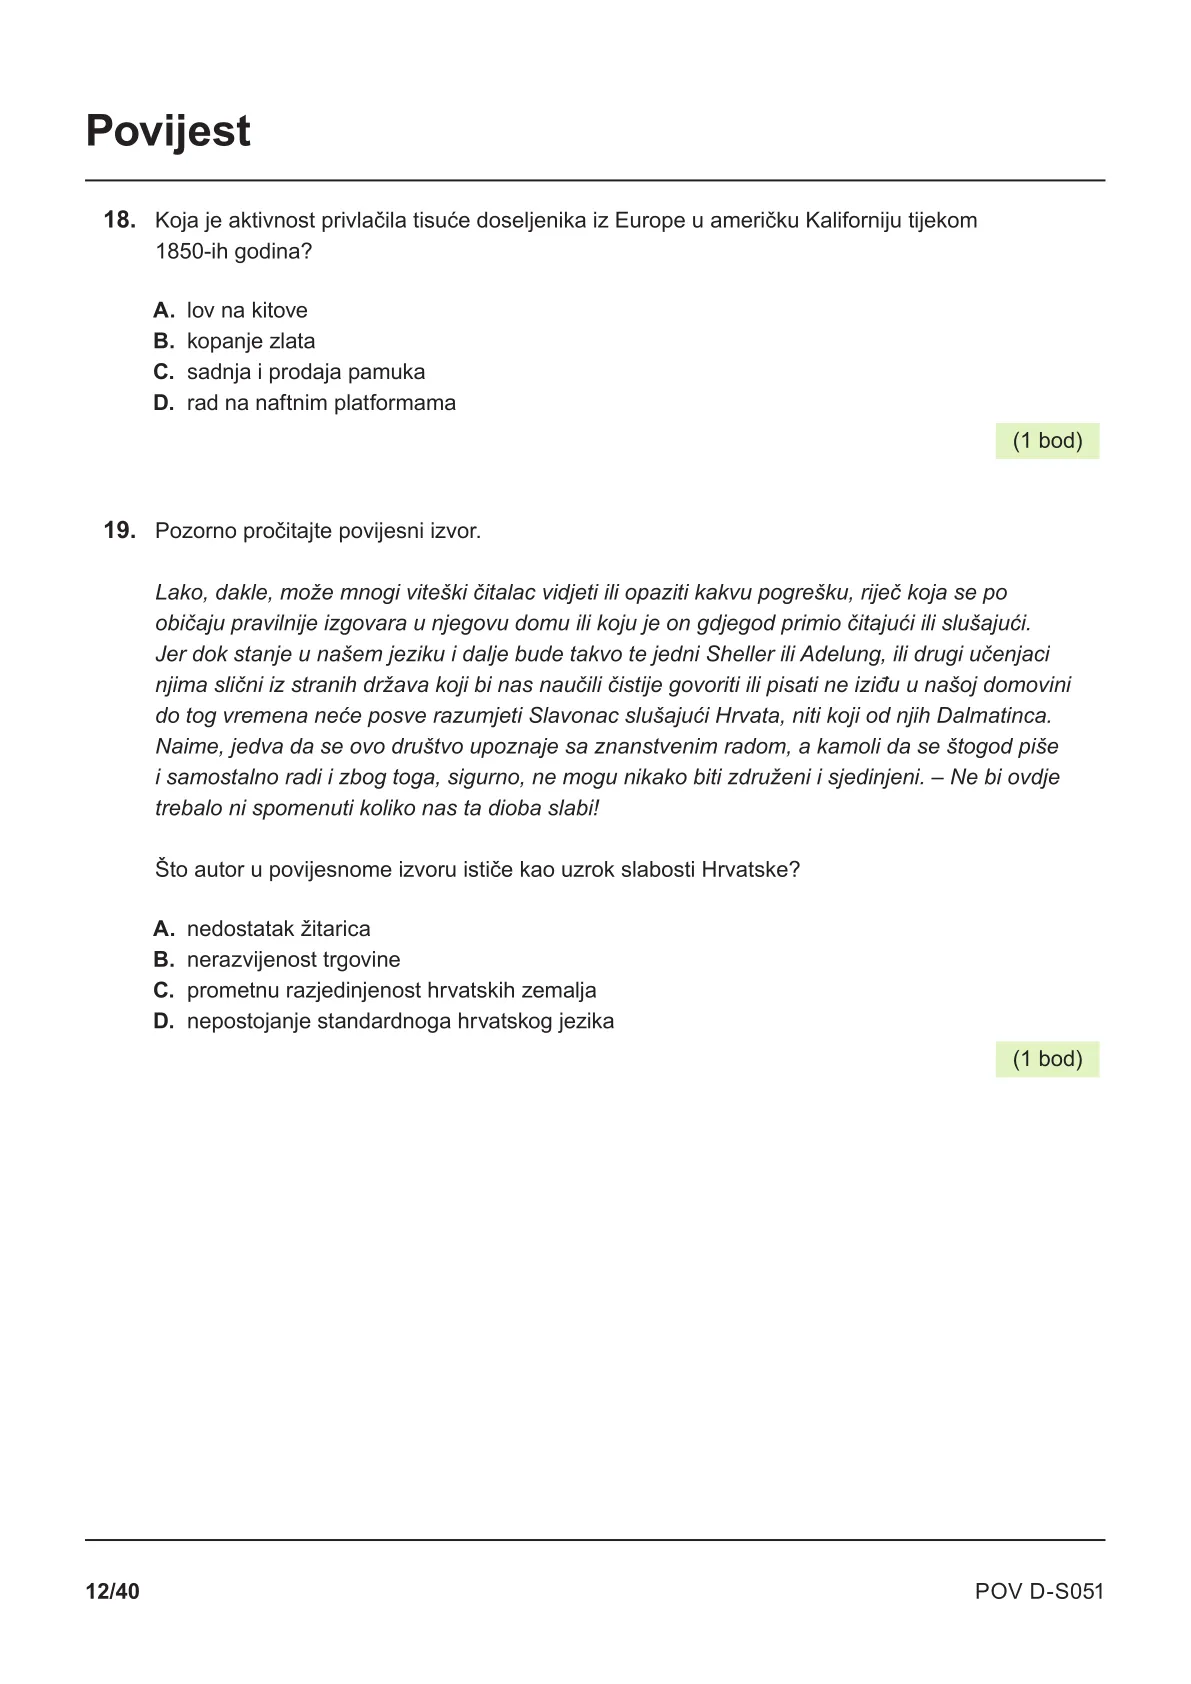 Povijest
18. Koja je aktivnost privlačila tisuće doseljenika iz Europe u američku Kaliforniju tijekom
1850-ih godina?
A. lov na kitove
B. kopanje zlata
C. sadnja i prodaja pamuka
D. rad na naftnim platformama
(1 bod)
19. Pozorno pročitajte povijesni izvor.
Lako, dakle, može mnogi viteški čitalac vidjeti ili opaziti kakvu pogrešku, riječ koja se po
običaju pravilnije izgovara u njegovu domu ili koju je on gdjegod primio čitajući ili slušajući.
Jer dok stanje u našem jeziku i dalje bude takvo te jedni Sheller ili Adelung, ili drugi učenjaci
njima slični iz stranih država koji bi nas naučili čistije govoriti ili pisati ne iziđu u našoj domovini
do tog vremena neće posve razumjeti Slavonac slušajući Hrvata, niti koji od njih Dalmatinca.
Naime, jedva da se ovo društvo upoznaje sa znanstvenim radom, a kamoli da se štogod piše
i samostalno radi i zbog toga, sigurno, ne mogu nikako biti združeni i sjedinjeni. – Ne bi ovdje
trebalo ni spomenuti koliko nas ta dioba slabi!
Što autor u povijesnome izvoru ističe kao uzrok slabosti Hrvatske?
A. nedostatak žitarica
B. nerazvijenost trgovine
C. prometnu razjedinjenost hrvatskih zemalja
D. nepostojanje standardnoga hrvatskog jezika
(1 bod)
12/40
POV D-S051